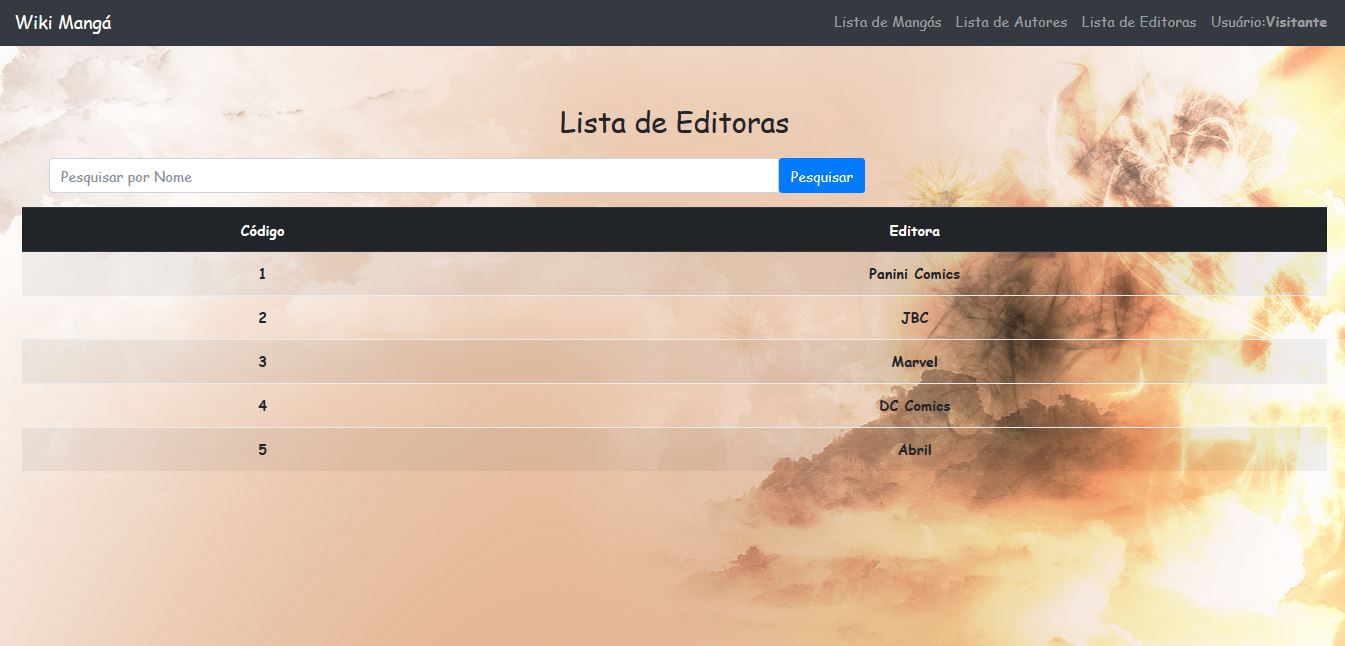 Wiki Mangá Lista de Mangás Lista de Autores Lista de Editoras Usuário:Visitante
Lista de Editoras
Pesquisar por Nome Pesquisar
Código Editora
1 Panini Comics
2 JBC
3 Marvel
4 DC Comics
5 Abril